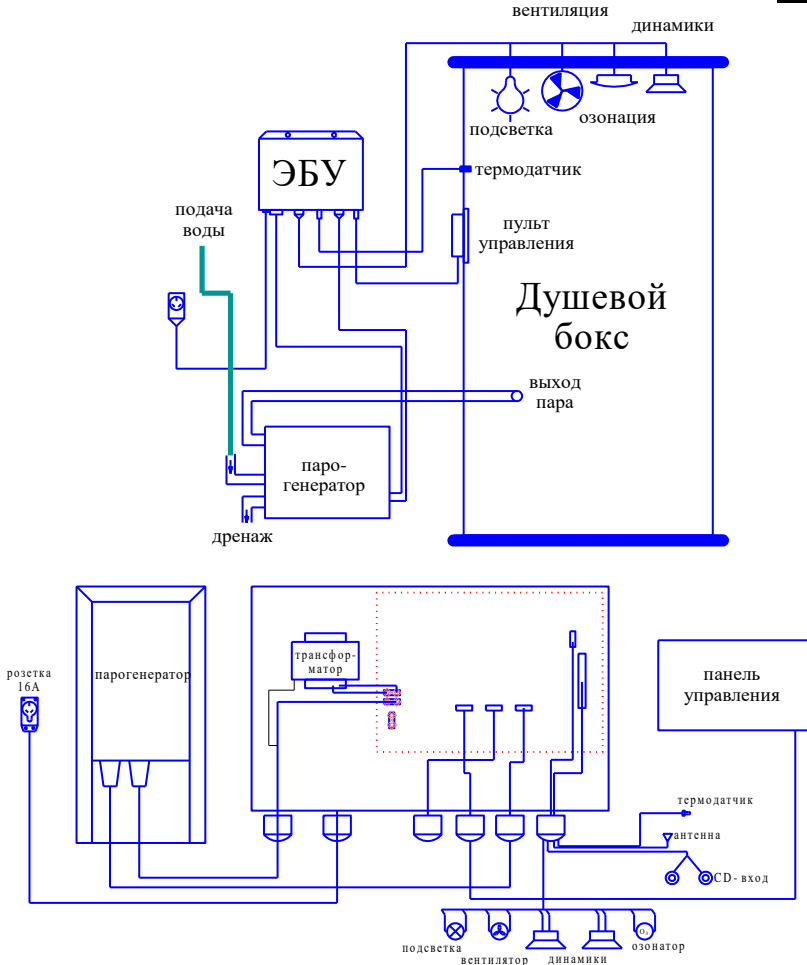 вентиляция
динамики
подсветка
озонация
ЭБУ
термодатчик
подача
воды
пульт
управления
Душевой
бокс
выход
пара
паро-
генератор
дренаж
трансфор-
матор
розетка
16А
парогенератор
панель
управления
термодатчик
антенна
CD-вход
O₃
подсветка
вентилятор
динамики
озонатор